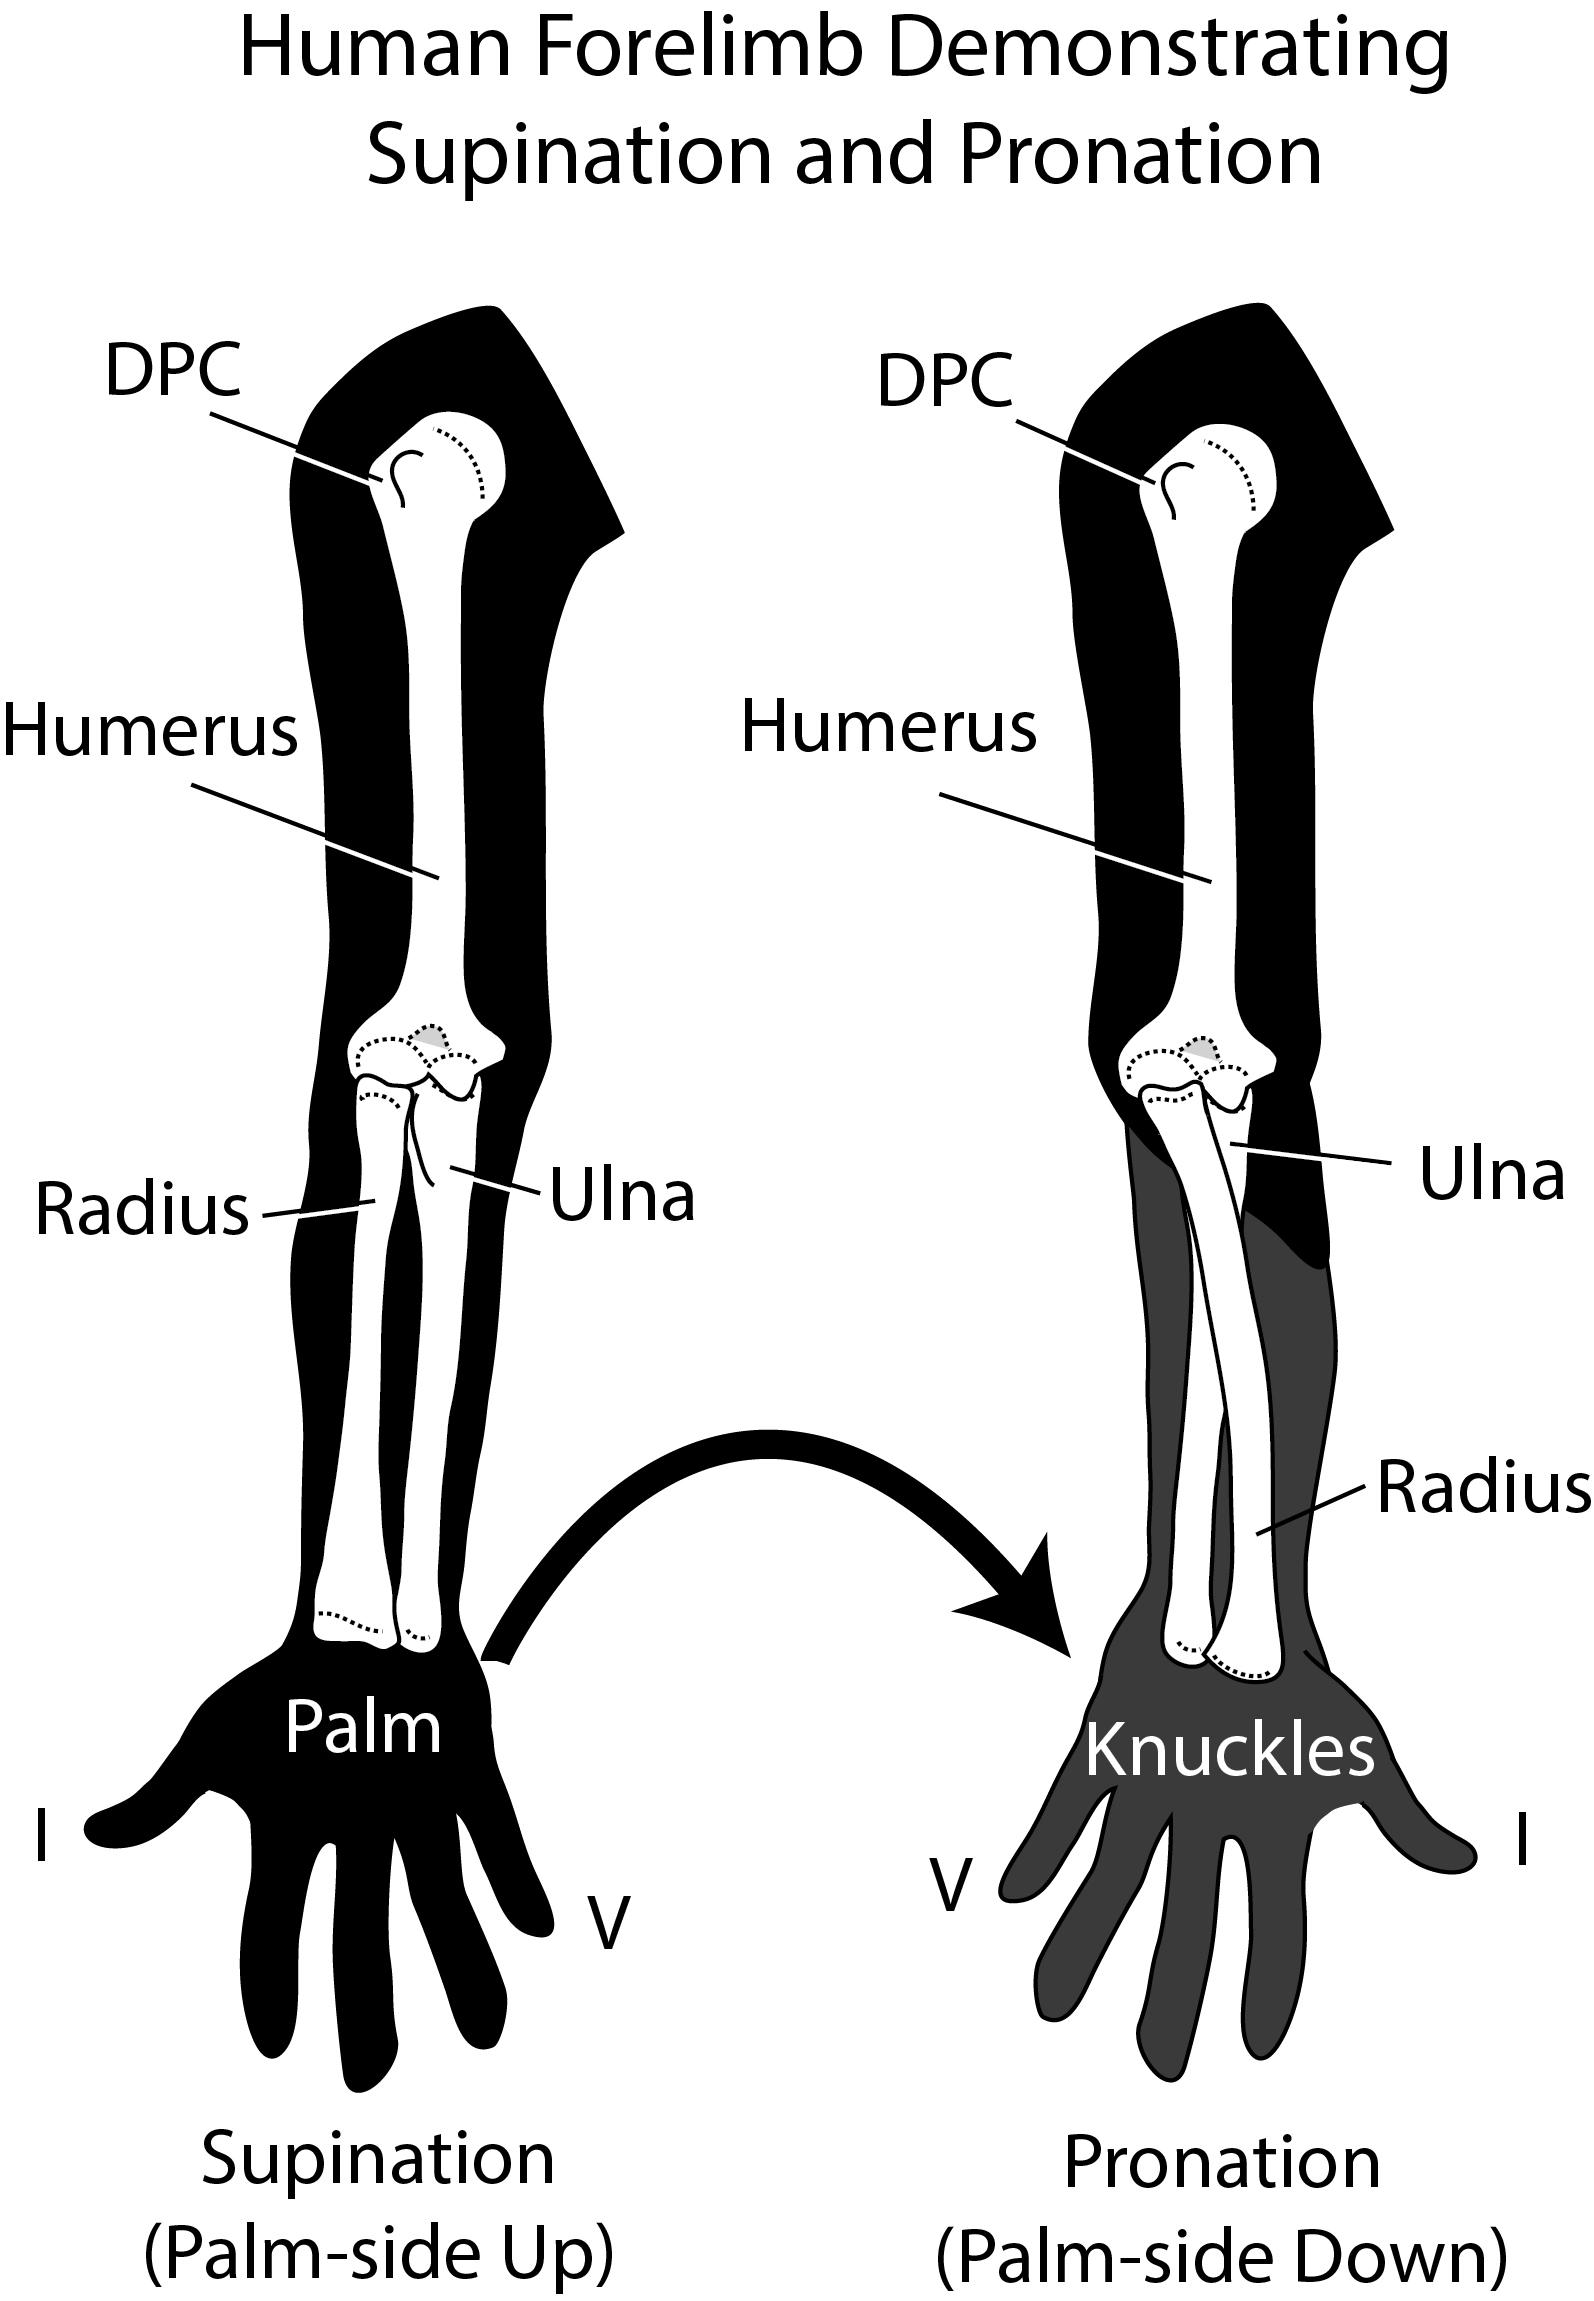 Human Forelimb Demonstrating
Supination and Pronation
DPC
Humerus
Radius
Ulna
Palm
I
V
Supination
(Palm-side Up)
DPC
Humerus
Ulna
Radius
Knuckles
V
I
Pronation
(Palm-side Down)